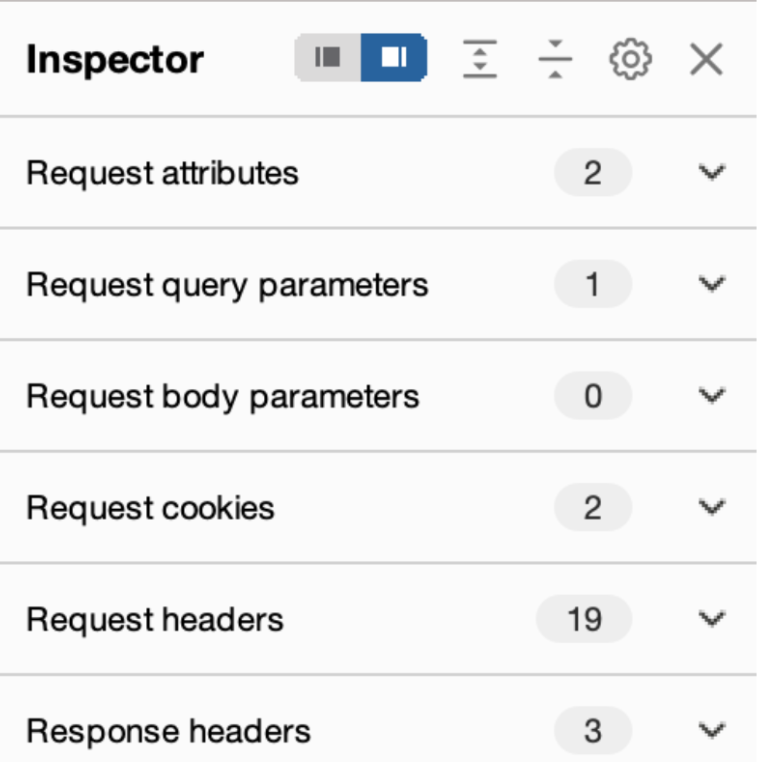 Inspector
Request attributes 2
Request query parameters 1
Request body parameters 0
Request cookies 2
Request headers 19
Response headers 3